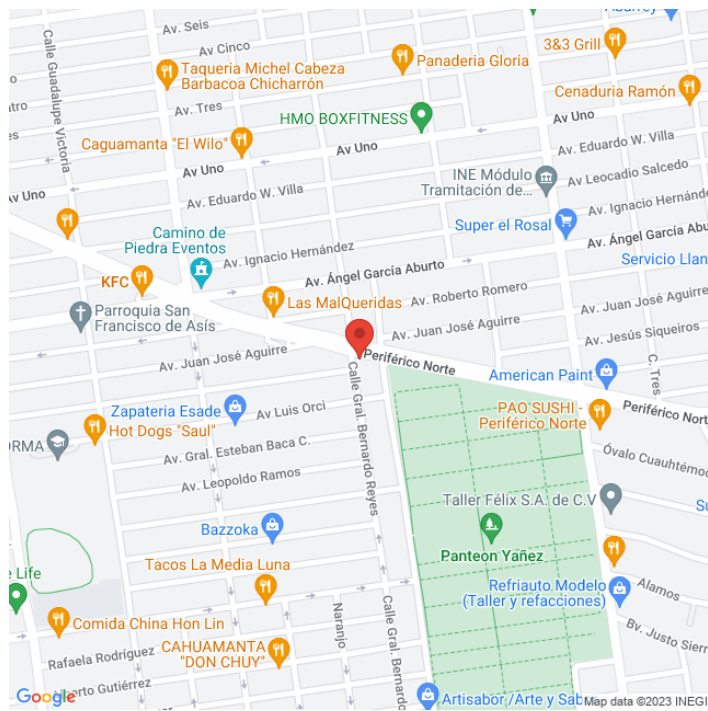 Av. Seis
Av Cinco
3&3 Grill
Panaderia Gloria
Taqueria Michel Cabeza
Barbacoa Chicharrón
Calle Guadalupe Victoria
Cenaduria Ramón
Av. Tres
HMO BOXFITNESS
Av Uno
Caguamanta "El Wilo"
Av Uno
Av. Eduardo W. Villa
INE Módulo
Tramitación de...
Av Leocadio Salcedo
Av Uno
Av. Eduardo W. Villa
Av. Ignacio Hernández
Super el Rosal
Camino de
Piedra Eventos
Av. Ignacio Hernández
Av. Ángel García Aburto
Servicio Llan
Av. Ángel García Aburto
KFC
Av. Roberto Romero
Las MalQueridas
Av. Juan José Aguirre
Parroquia San
Francisco de Asís
Av. Juan José Aguirre
Av. Jesús Siqueiros
Av. Juan José Aguirre
Periférico Norte
C. Tres
American Paint
Calle Gral. Bernardo Reyes
Zapateria Esade
Av Luis Orci
PAO SUSHI -
Periférico Norte
Periférico Nort
Hot Dogs "Saul"
ORMA
Av. Gral. Esteban Baca C.
Óvalo Cuauhtémoc
Av. Leopoldo Ramos
Taller Félix S.A. de C.V
Su
Bazzoka
Panteon Yañez
Tacos La Media Luna
e Life
Refriauto Modelo
(Taller y refacciones)
Alamos
Naranjo
Calle Gral. Bernardo
Comida China Hon Lin
Bv. Justo Sierr
Rafaela Rodríguez
CAHUAMANTA
"DON CHUY"
Google
berto Gutiérrez
Artisabor /Arte y Sab
Map data ©2023 INEGI